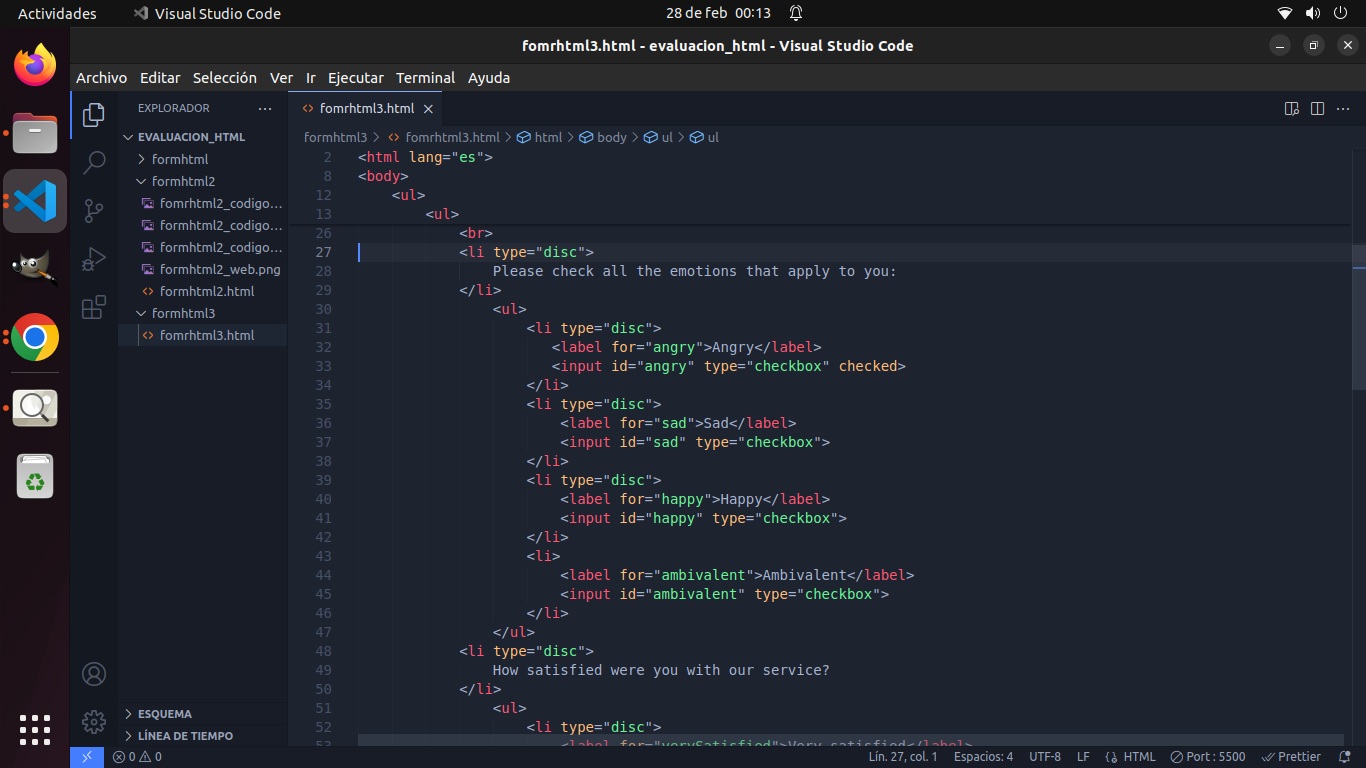 Actividades Visual Studio Code 28 de feb 00:13
fomrhtml3.html - evaluacion_html - Visual Studio Code
Archivo Editar Selección Ver Ir Ejecutar Terminal Ayuda
EXPLORADOR ···
EVALUACION_HTML
formhtml
formhtml2
formhtml2_codigo...
formhtml2_codigo...
formhtml2_codigo...
formhtml2_web.png
formhtml2.html
formhtml3
fomrhtml3.html
ESQUEMA
LÍNEA DE TIEMPO
fomrhtml3.html
formhtml3 > fomrhtml3.html > html > body > ul > ul
2 <html lang="es">
8 <body>
12 <ul>
13 <ul>
26 <br>
27 <li type="disc">
28 Please check all the emotions that apply to you:
29 </li>
30 <ul>
31 <li type="disc">
32 <label for="angry">Angry</label>
33 <input id="angry" type="checkbox" checked>
34 </li>
35 <li type="disc">
36 <label for="sad">Sad</label>
37 <input id="sad" type="checkbox">
38 </li>
39 <li type="disc">
40 <label for="happy">Happy</label>
41 <input id="happy" type="checkbox">
42 </li>
43 <li>
44 <label for="ambivalent">Ambivalent</label>
45 <input id="ambivalent" type="checkbox">
46 </li>
47 </ul>
48 <li type="disc">
49 How satisfied were you with our service?
50 </li>
51 <ul>
52 <li type="disc">
53 <label for="verySatisfied">Very satisfied</label>
0 0 Lín. 27, col. 1 Espacios: 4 UTF-8 LF HTML Port : 5500 Prettier